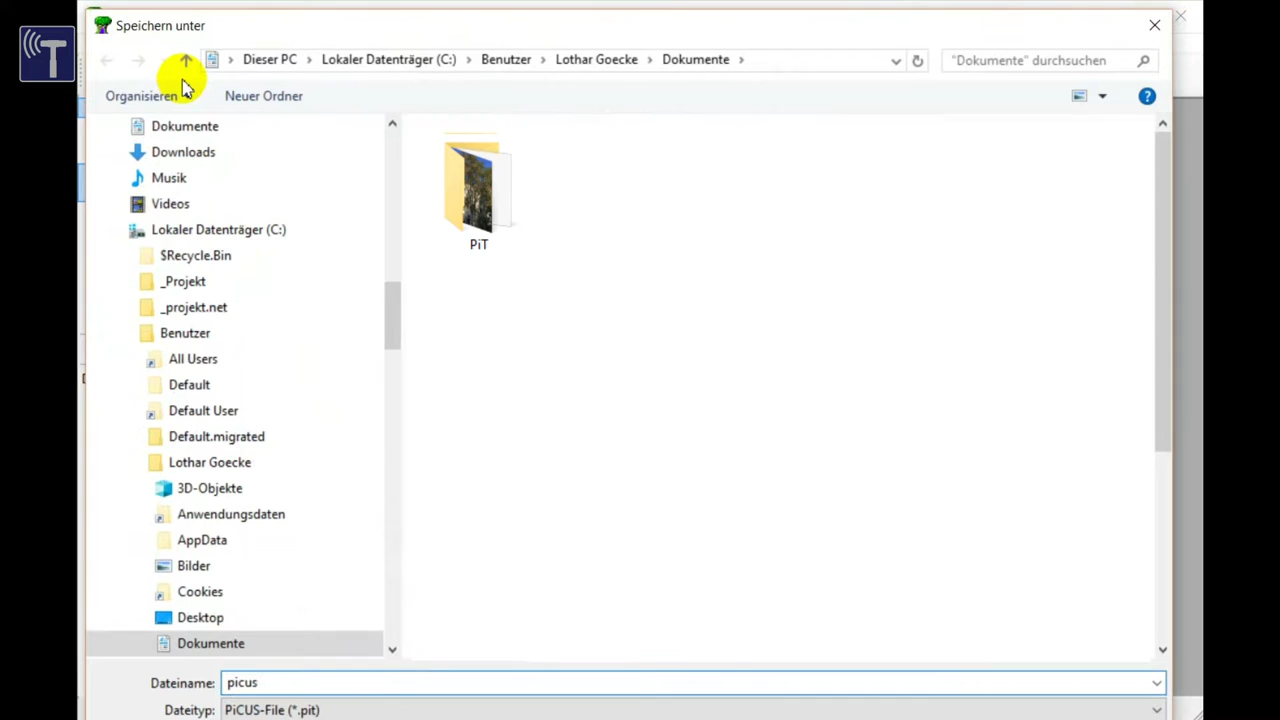 Speichern unter
Dieser PC > Lokaler Datenträger (C:) > Benutzer > Lothar Goecke > Dokumente >
"Dokumente" durchsuchen
Organisieren
Neuer Ordner
Dokumente
Downloads
Musik
Videos
Lokaler Datenträger (C:)
$Recycle.Bin
_Projekt
_projekt.net
Benutzer
All Users
Default
Default User
Default.migrated
Lothar Goecke
3D-Objekte
Anwendungsdaten
AppData
Bilder
Cookies
Desktop
Dokumente
PiT
Dateiname: picus
Dateityp: PiCUS-File (*.pit)